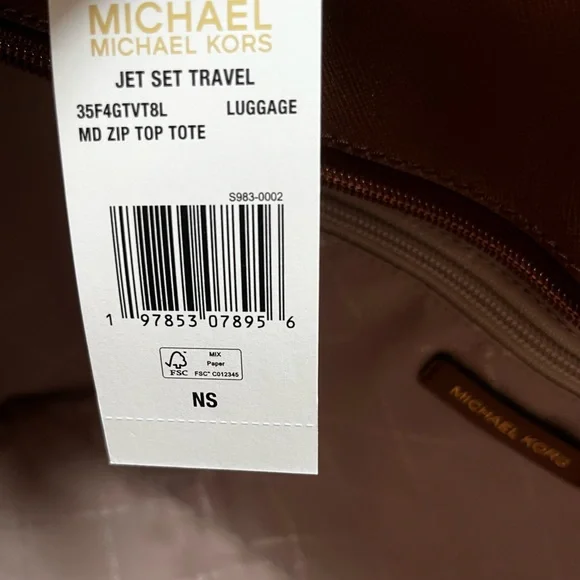 MICHAEL
MICHAEL KORS
JET SET TRAVEL
35F4GTVT8L LUGGAGE
MD ZIP TOP TOTE
S983-0002
1 97853 07895 6
FSC
MIX
Paper
FSC® C012345
NS
MICHAEL KORS